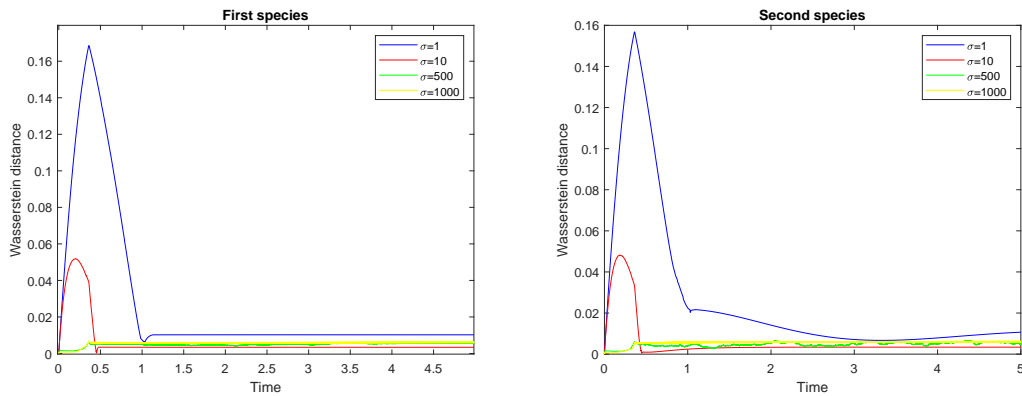 First species
Wasserstein distance
0.16
0.14
0.12
0.1
0.08
0.06
0.04
0.02
0
0 0.5 1.0 1.5 2 2.5 3 3.5 4 4.5
Time
σ=1
σ=10
σ=500
σ=1000
Second species
Wasserstein distance
0.16
0.14
0.12
0.1
0.08
0.06
0.04
0.02
0
0 1 2 3 4 5
Time
σ=1
σ=10
σ=500
σ=1000